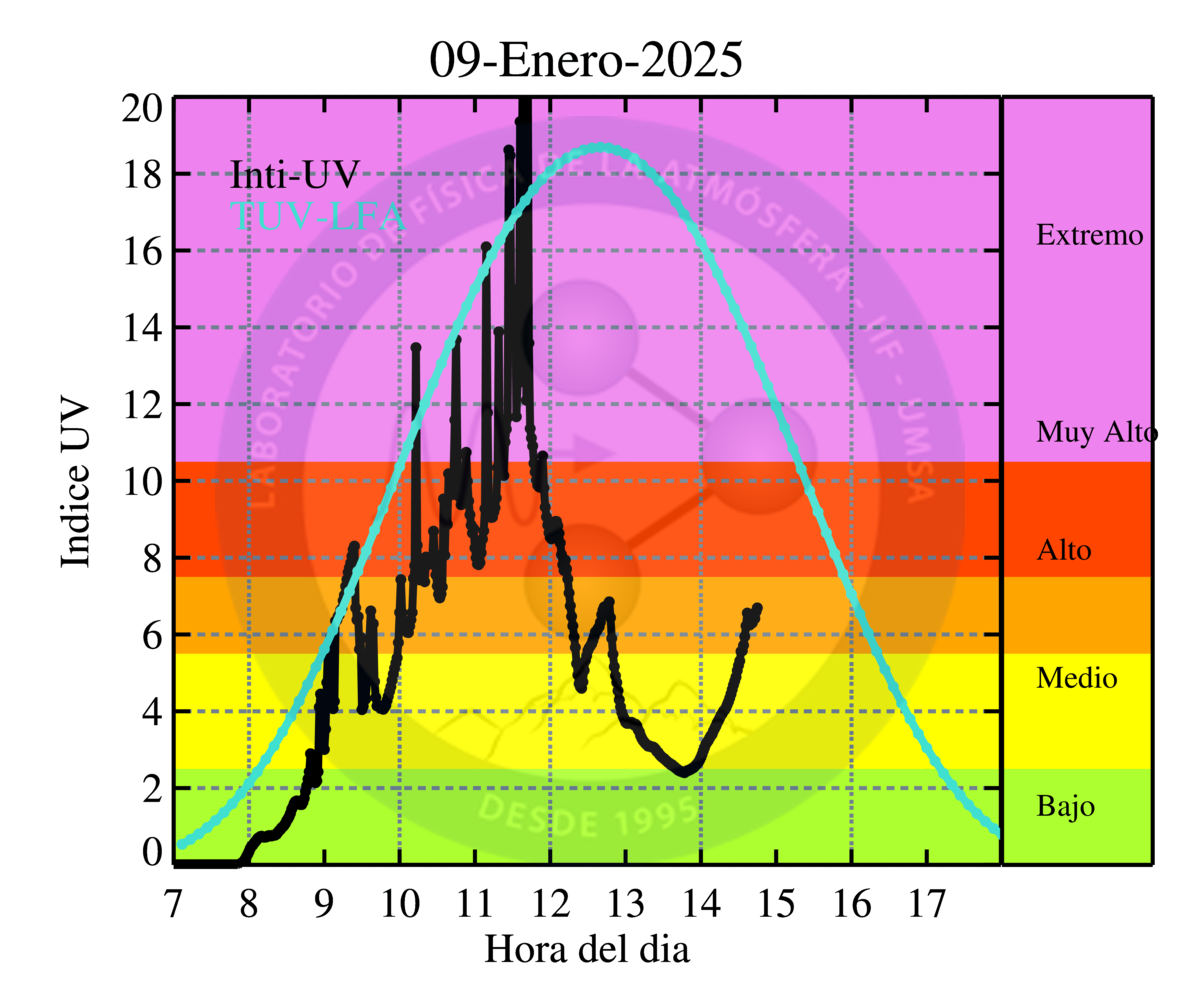 09-Enero-2025
20
18
16
14
12
10
8
6
4
2
0
Indice UV
Inti-UV
TUV-LFA
LABORATORIO DE FÍSICA DE LA ATMÓSFERA - IIF - UMSA
DESDE 1995
Extremo
Muy Alto
Alto
Medio
Bajo
7 8 9 10 11 12 13 14 15 16 17
Hora del dia